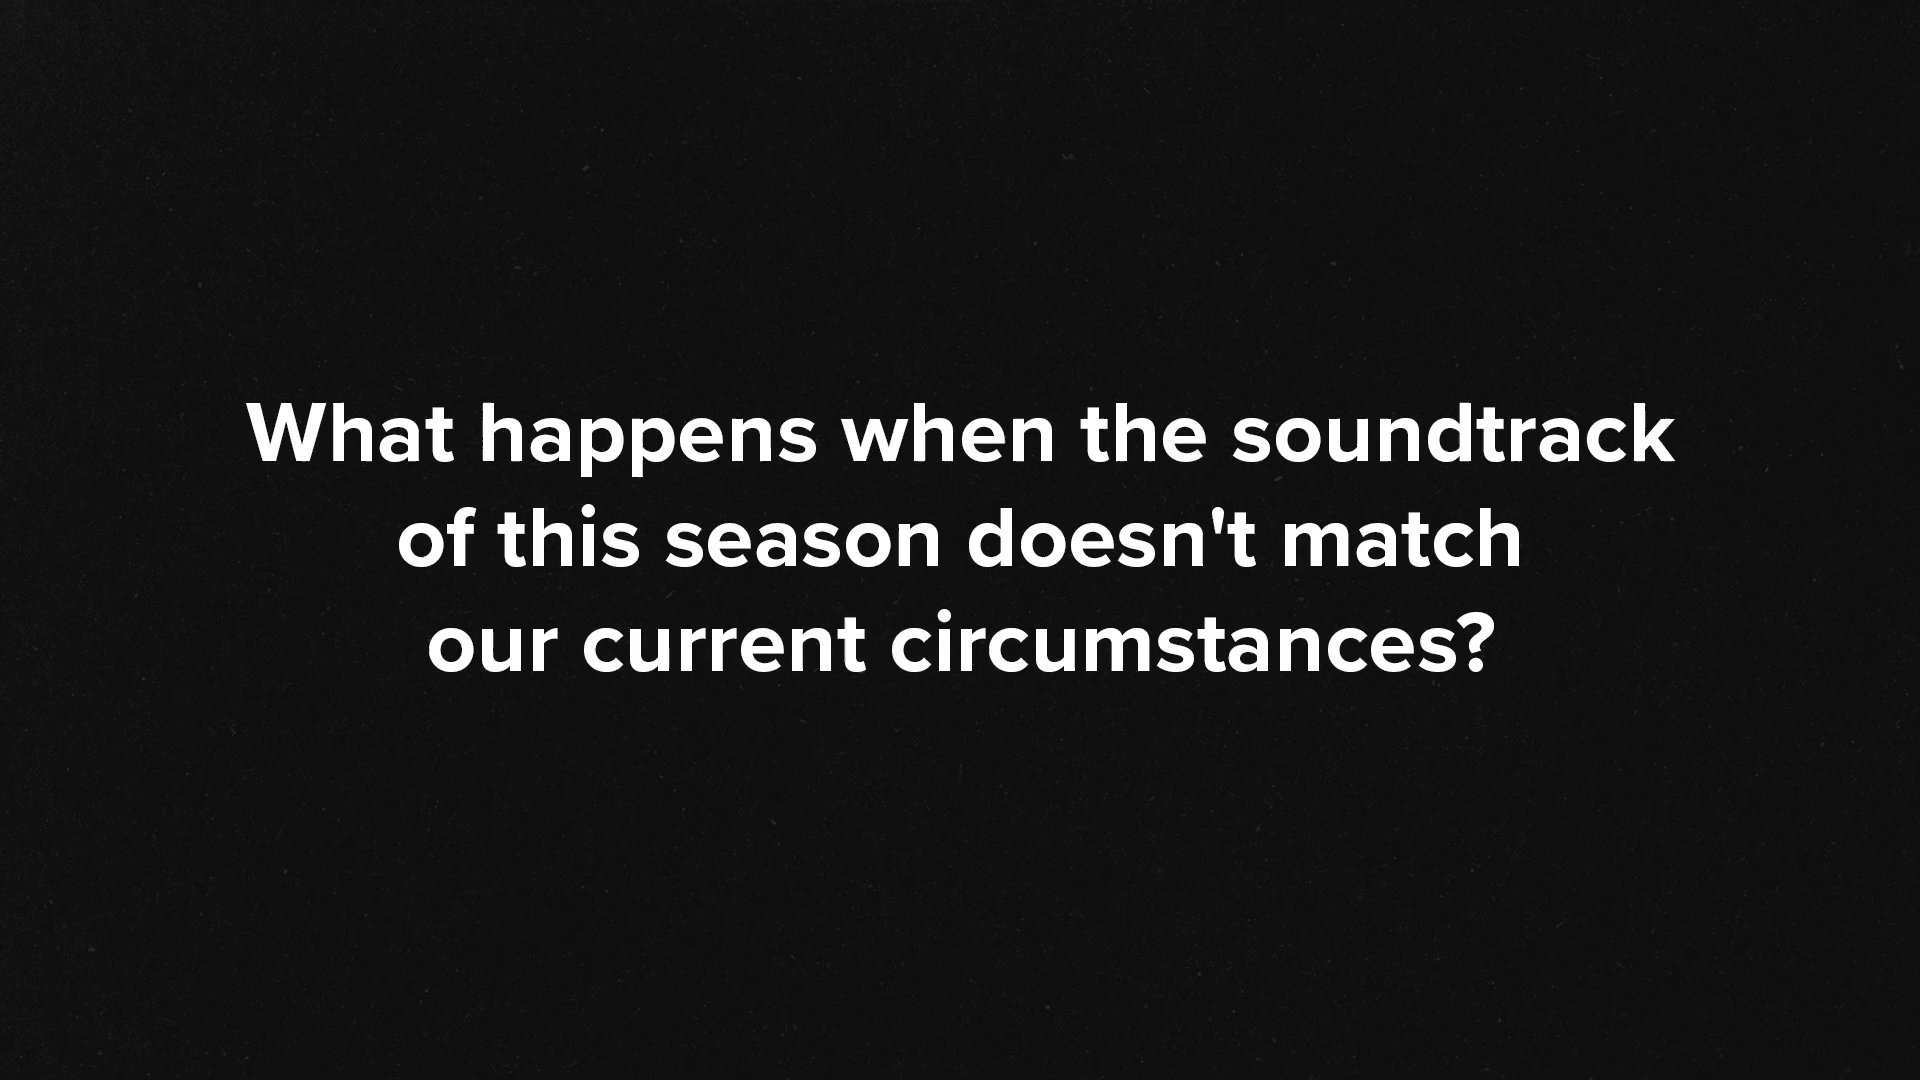 What happens when the soundtrack
of this season doesn't match
our current circumstances?